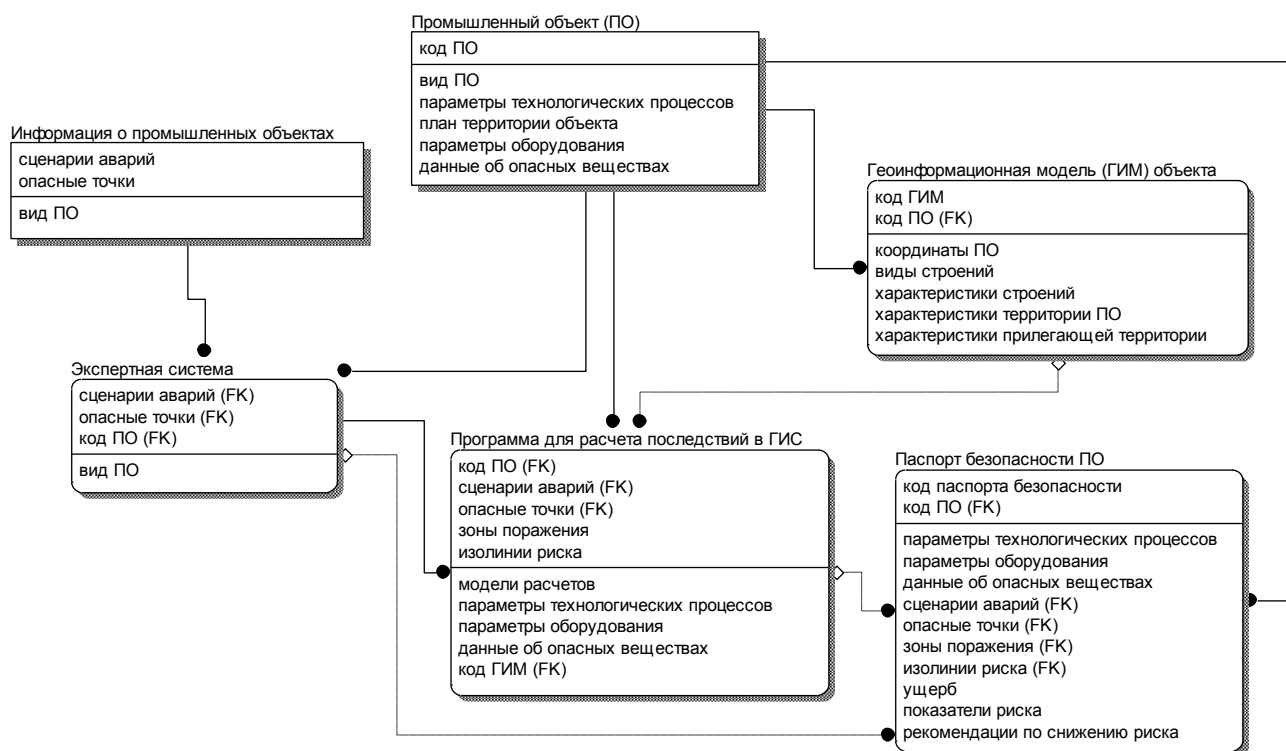 Промышленный объект (ПО)
код ПО
вид ПО
параметры технологических процессов
план территории объекта
параметры оборудования
данные об опасных веществах
Информация о промышленных объектах
сценарии аварий
опасные точки
вид ПО
Геоинформационная модель (ГИМ) объекта
код ГИМ
код ПО (FK)
координаты ПО
виды строений
характеристики строений
характеристики территории ПО
характеристики прилегающей территории
Экспертная система
сценарии аварий (FK)
опасные точки (FK)
код ПО (FK)
вид ПО
Программа для расчета последствий в ГИС
код ПО (FK)
сценарии аварий (FK)
опасные точки (FK)
зоны поражения
изолинии риска
модели расчетов
параметры технологических процессов
параметры оборудования
данные об опасных веществах
код ГИМ (FK)
Паспорт безопасности ПО
код паспорта безопасности
код ПО (FK)
параметры технологических процессов
параметры оборудования
данные об опасных веществах
сценарии аварий (FK)
опасные точки (FK)
зоны поражения (FK)
изолинии риска (FK)
ущерб
показатели риска
рекомендации по снижению риска